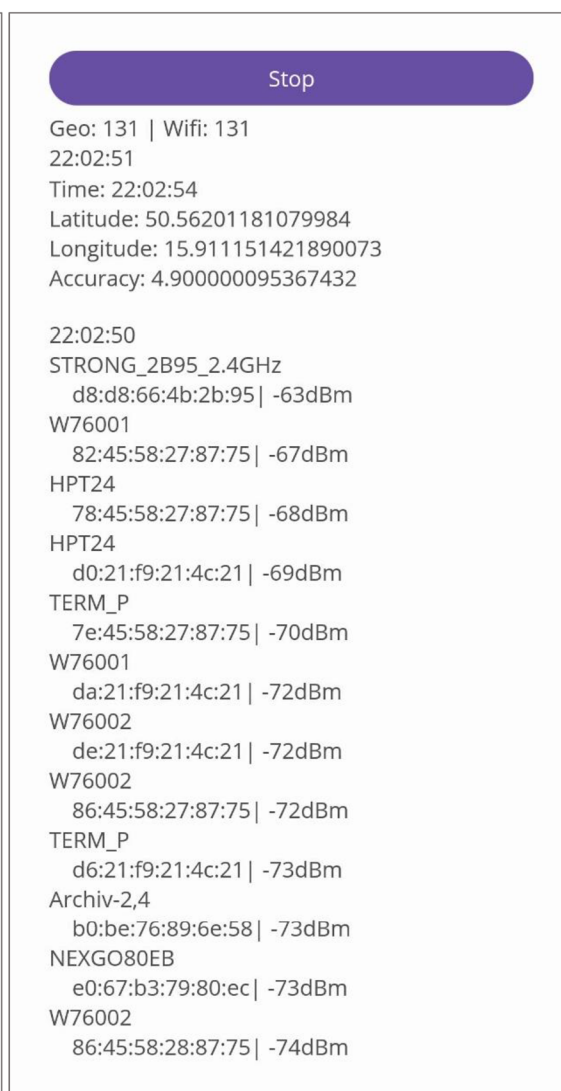 Stop
Geo: 131 | Wifi: 131
22:02:51
Time: 22:02:54
Latitude: 50.56201181079984
Longitude: 15.911151421890073
Accuracy: 4.900000095367432
22:02:50
STRONG_2B95_2.4GHz
d8:d8:66:4b:2b:95| -63dBm
W76001
82:45:58:27:87:75| -67dBm
HPT24
78:45:58:27:87:75| -68dBm
HPT24
d0:21:f9:21:4c:21| -69dBm
TERM_P
7e:45:58:27:87:75| -70dBm
W76001
da:21:f9:21:4c:21| -72dBm
W76002
de:21:f9:21:4c:21| -72dBm
W76002
86:45:58:27:87:75| -72dBm
TERM_P
d6:21:f9:21:4c:21| -73dBm
Archiv-2,4
b0:be:76:89:6e:58| -73dBm
NEXGO80EB
e0:67:b3:79:80:ec| -73dBm
W76002
86:45:58:28:87:75| -74dBm